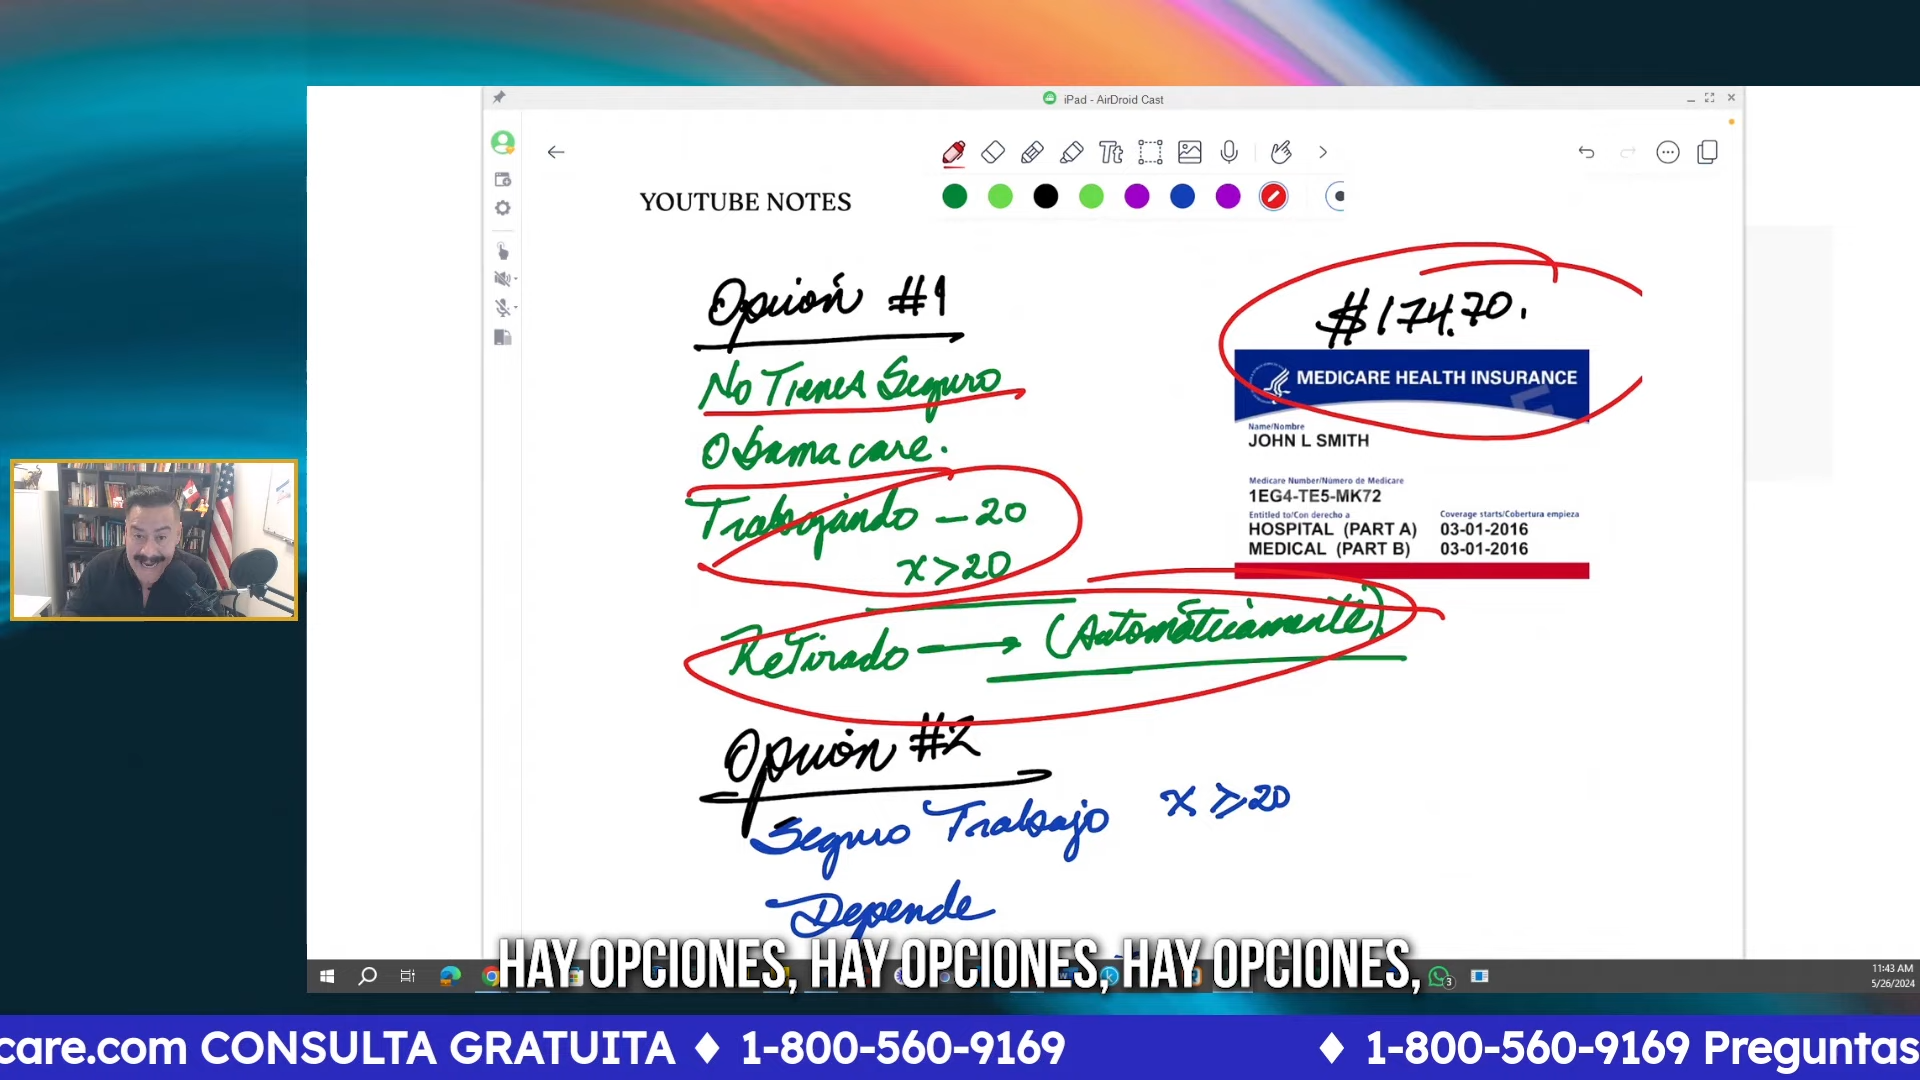 iPad - AirDroid Cast
Tt
YOUTUBE NOTES
Opción #1
No Tienes Seguro
Obamacare.
Trabajando - 20
x > 20
Retirado → (Automáticamente)
$174.70.
MEDICARE HEALTH INSURANCE
Name/Nombre
JOHN L SMITH
Medicare Number/Número de Medicare
1EG4-TE5-MK72
Entitled to/Con derecho a
Coverage starts/Cobertura empieza
HOSPITAL (PART A) 03-01-2016
MEDICAL (PART B) 03-01-2016
Opción #2
Seguro Trabajo x ≥ 20
Depende
HAY OPCIONES, HAY OPCIONES, HAY OPCIONES,
3
11:43 AM
5/26/2024
care.com CONSULTA GRATUITA ♦ 1-800-560-9169 ♦ 1-800-560-9169 Preguntas